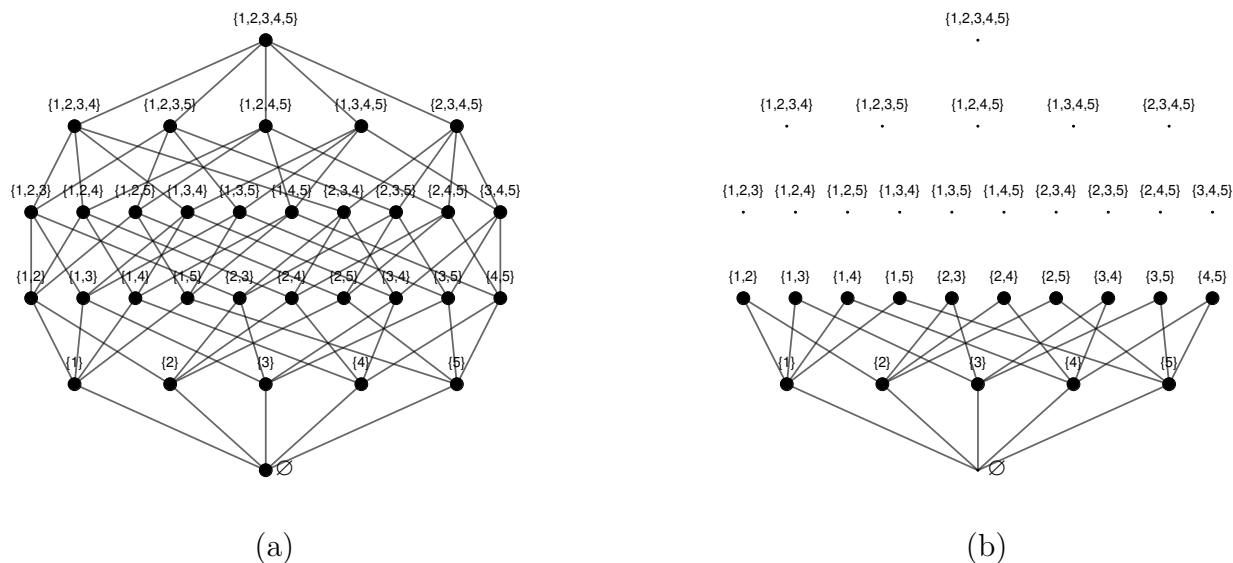 {1,2,3,4,5}
{1,2,3,4} {1,2,3,5} {1,2,4,5} {1,3,4,5} {2,3,4,5}
{1,2,3} {1,2,4} {1,2,5} {1,3,4} {1,3,5} {1,4,5} {2,3,4} {2,3,5} {2,4,5} {3,4,5}
{1,2} {1,3} {1,4} {1,5} {2,3} {2,4} {2,5} {3,4} {3,5} {4,5}
{1} {2} {3} {4} {5}
∅
(a)
{1,2,3,4,5}
{1,2,3,4} {1,2,3,5} {1,2,4,5} {1,3,4,5} {2,3,4,5}
{1,2,3} {1,2,4} {1,2,5} {1,3,4} {1,3,5} {1,4,5} {2,3,4} {2,3,5} {2,4,5} {3,4,5}
{1,2} {1,3} {1,4} {1,5} {2,3} {2,4} {2,5} {3,4} {3,5} {4,5}
{1} {2} {3} {4} {5}
∅
(b)